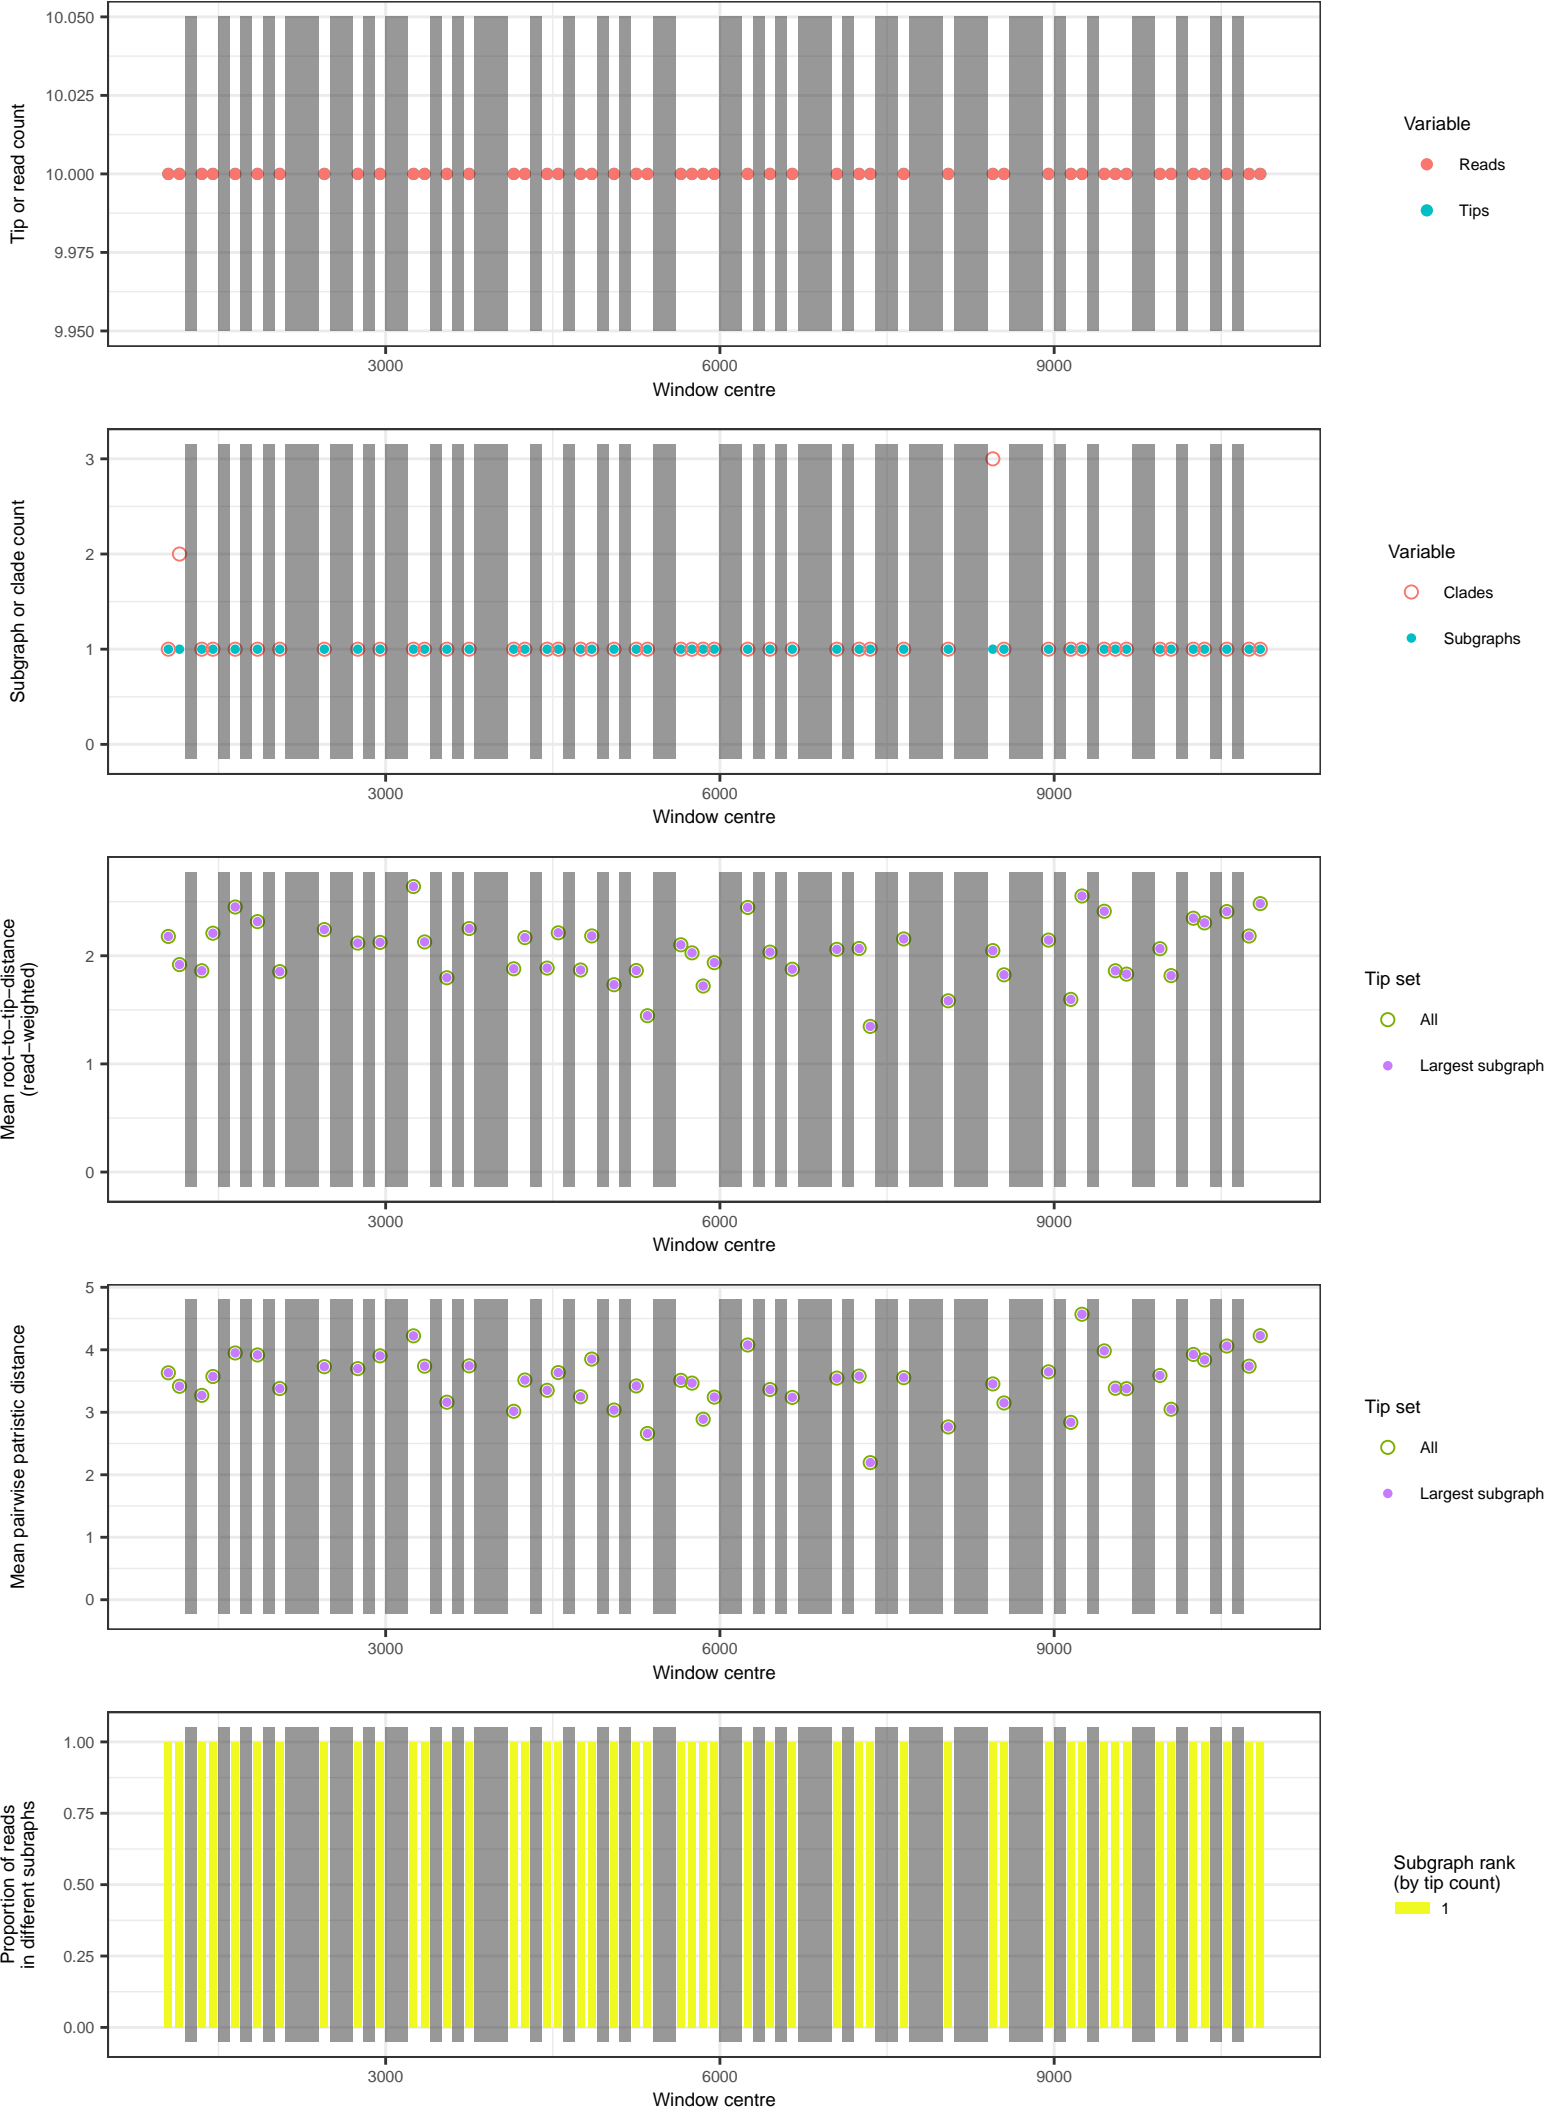 10.050
10.025
10.000
9.975
9.950
Tip or read count
3000
6000
9000
Window centre
Variable
Reads
Tips
3
2
1
0
Subgraph or clade count
3000
6000
9000
Window centre
Variable
Clades
Subgraphs
2
1
0
Mean root−to−tip−distance
(read−weighted)
3000
6000
9000
Window centre
Tip set
All
Largest subgraph
5
4
3
2
1
0
Mean pairwise patristic distance
3000
6000
9000
Window centre
Tip set
All
Largest subgraph
1.00
0.75
0.50
0.25
0.00
Proportion of reads
in different subraphs
3000
6000
9000
Window centre
Subgraph rank
(by tip count)
1